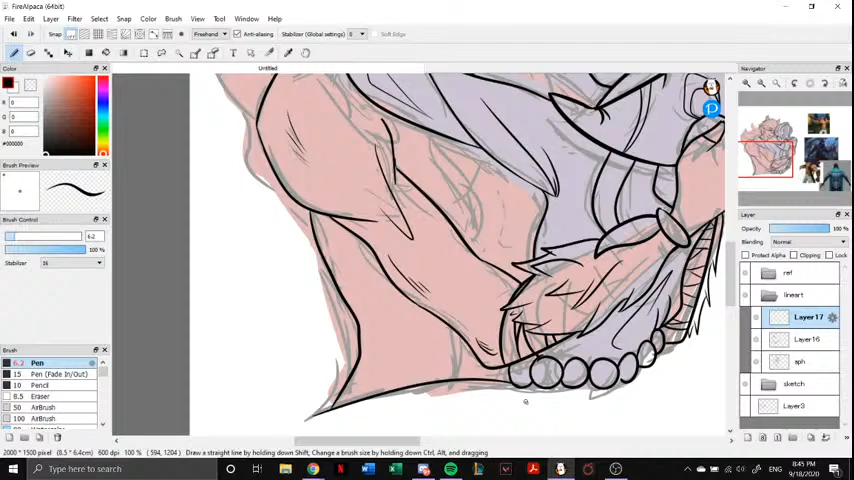 FireAlpaca (64bit)
File Edit Layer Filter Select Snap Color Brush View Tool Window Help
Snap Freehand Anti-aliasing Stabilizer (Global settings) 8 Soft Edge
Untitled
Color
R 0
G 0
B 0
#000000
Brush Preview
Brush Control
6.2
100 %
Stabilizer 16
Brush
6.2 Pen
15 Pen (Fade In/Out)
10 Pencil
8.5 Eraser
50 AirBrush
100 AirBrush
Navigator
Layer
Opacity 100 %
Blending Normal
Protect Alpha Clipping Lock
ref
lineart
Layer17
Layer16
sph
sketch
Layer3
2000 * 1500 pixel (8.5 * 6.4cm) 600 dpi 100 % (594, 1204) Draw a straight line by holding down Shift, Change a brush size by holding down Ctrl, Alt, and dragging
Type here to search
ENG
8:45 PM
9/18/2020